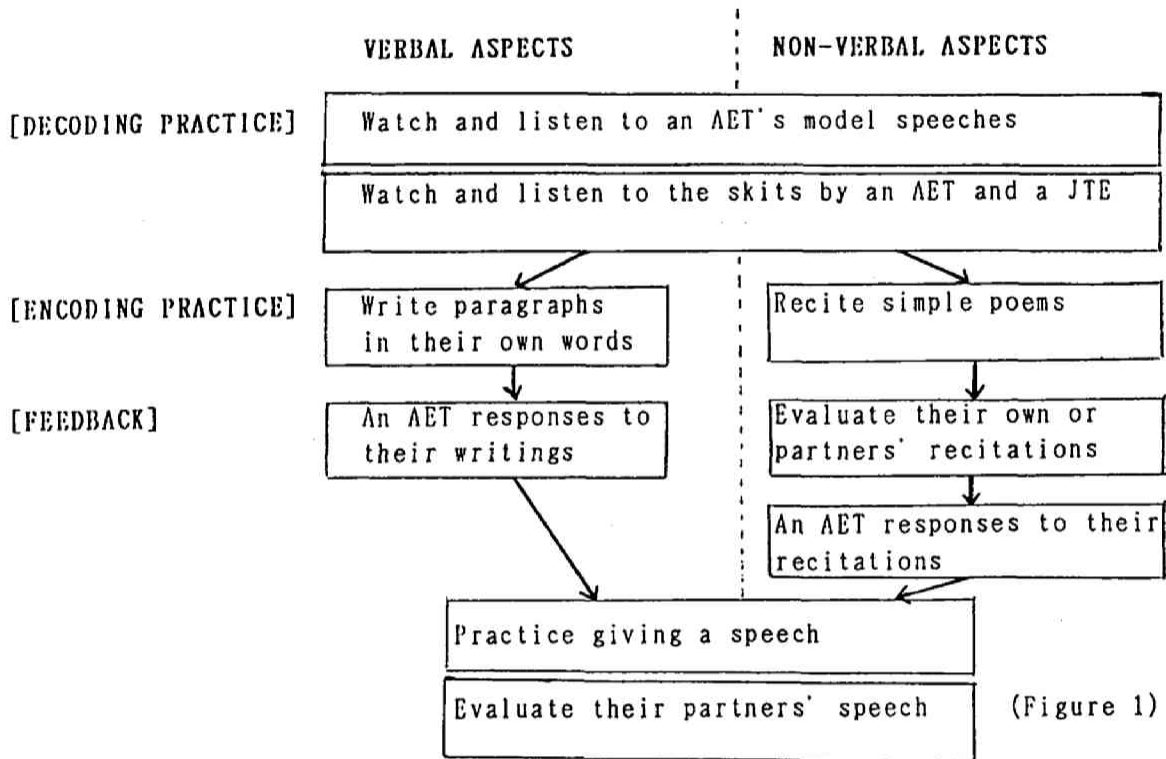 VERBAL ASPECTS
NON-VERBAL ASPECTS
[DECODING PRACTICE]
Watch and listen to an AET's model speeches
Watch and listen to the skits by an AET and a JTE
[ENCODING PRACTICE]
Write paragraphs
in their own words
Recite simple poems
[FEEDBACK]
An AET responses to
their writings
Evaluate their own or
partners' recitations
An AET responses to their
recitations
Practice giving a speech
Evaluate their partners' speech
(Figure 1)